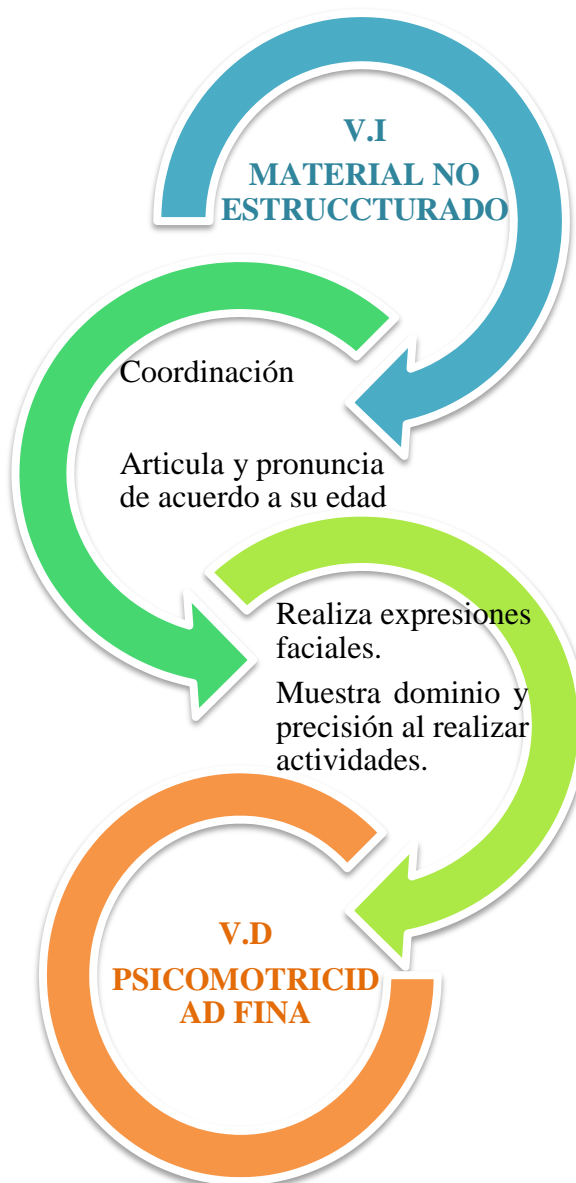 V.I
MATERIAL NO
ESTRUCCTURADO
Coordinación
Articula y pronuncia
de acuerdo a su edad
Realiza expresiones
faciales.
Muestra dominio y
precisión al realizar
actividades.
V.D
PSICOMOTRICID
AD FINA